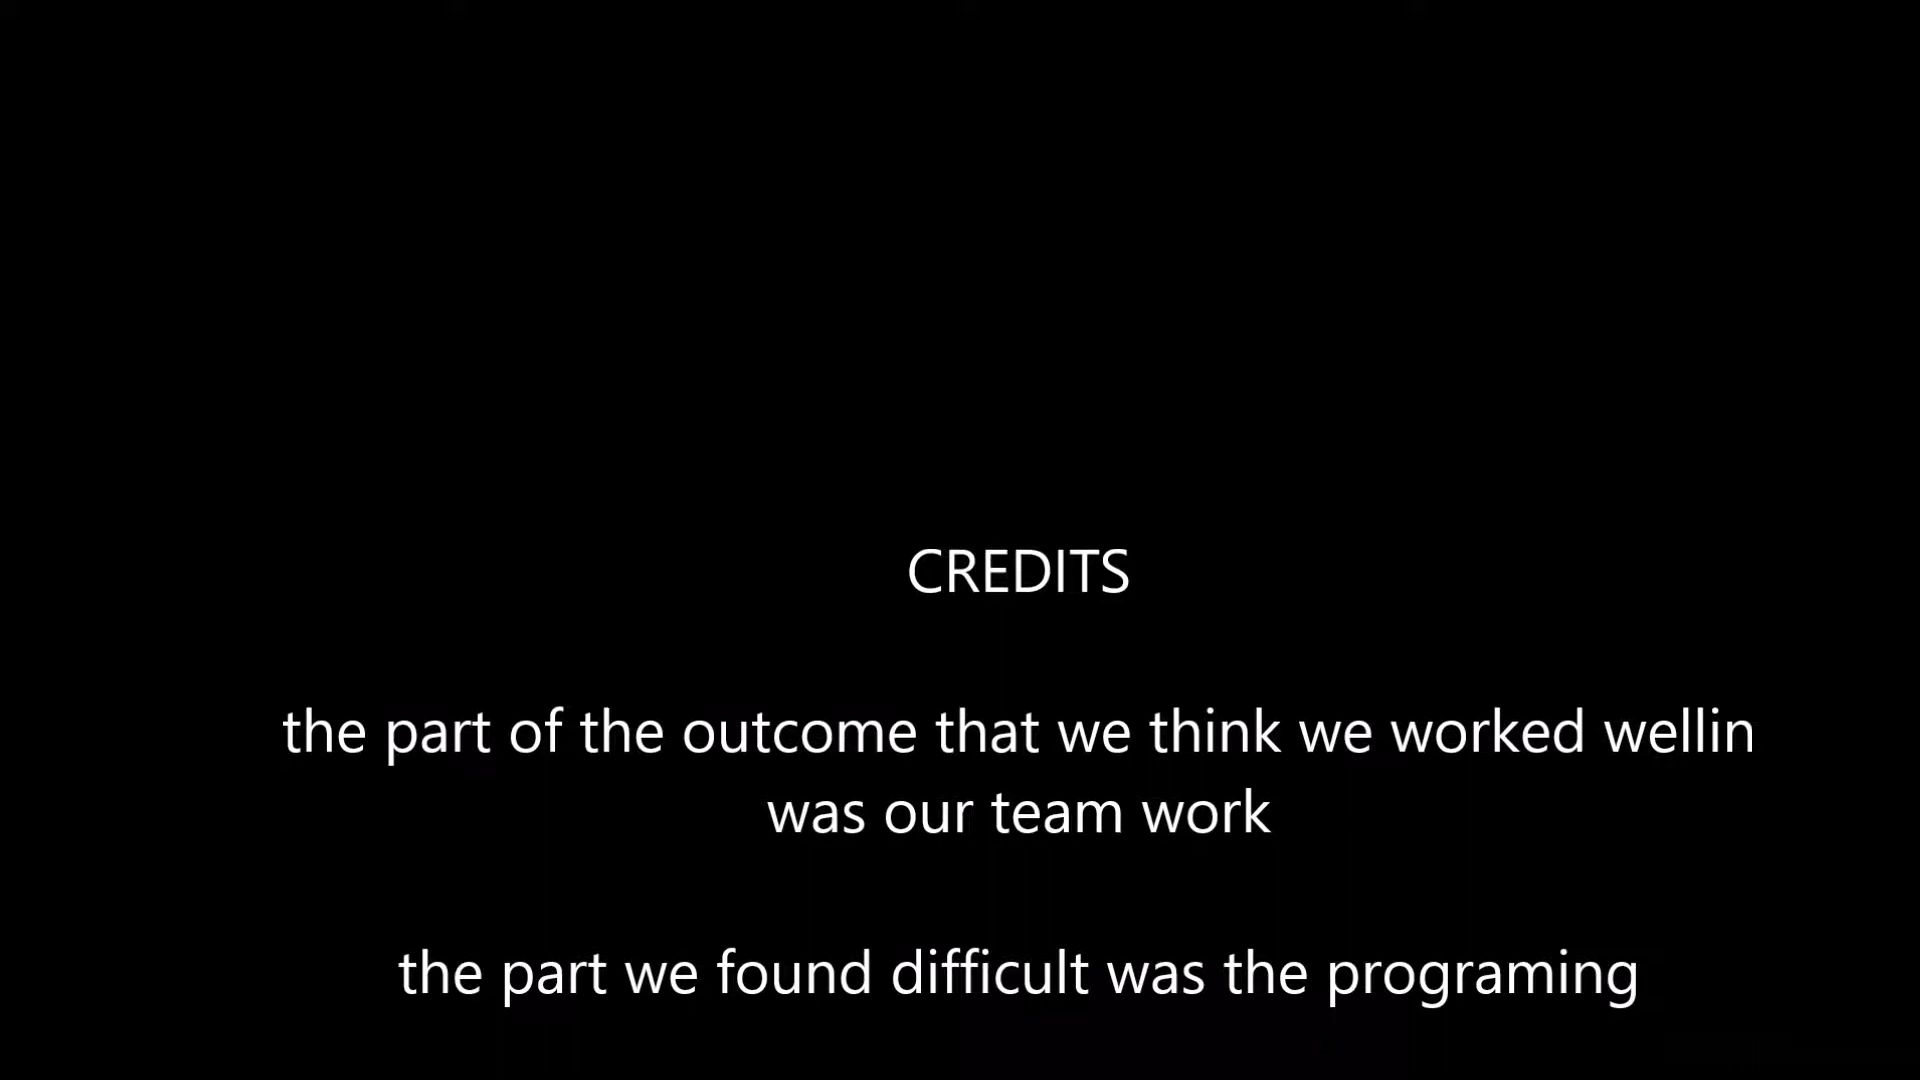 CREDITS
the part of the outcome that we think we worked wellin
was our team work
the part we found difficult was the programing